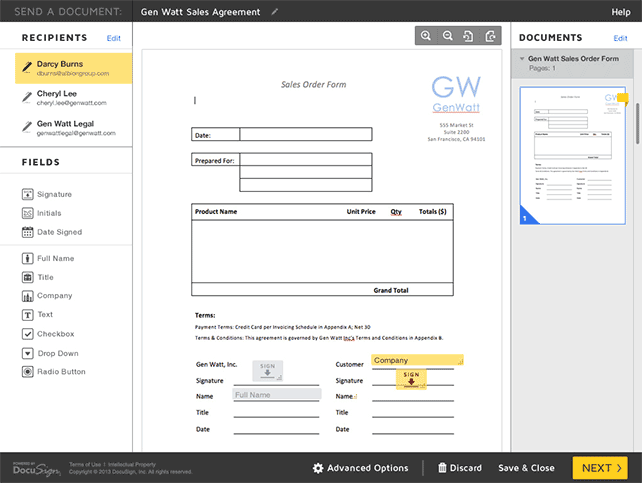 SEND A DOCUMENT: Gen Watt Sales Agreement Help
RECIPIENTS Edit
Darcy Burns
dburns@albiorgroup.com
Cheryl Lee
cheryl.lee@genwatt.com
Gen Watt Legal
genwattlegal@genwatt.com
FIELDS
Signature
Initials
Date Signed
Full Name
Title
Company
Text
Checkbox
Drop Down
Radio Button
Sales Order Form
GW
GenWatt
555 Market St
Suite 2200
San Francisco, CA 94101
Date:
Prepared For:
Product Name Unit Price Qty Totals ($)
Grand Total
Terms:
Payment Terms: Credit Card per Invoicing Schedule in Appendix A; Net 30
Terms & Conditions: This agreement is governed by Gen Watt Inc's Terms and Conditions in Appendix B.
Gen Watt, Inc. SIGN Customer Company
Signature Signature SIGN
Name Full Name Name
Title Title
Date Date
DOCUMENTS Edit
Gen Watt Sales Order Form
Pages: 1
GW
1
POWERED BY
DocuSign
Terms of Use | Intellectual Property
Copyright © 2013 DocuSign, Inc. All rights reserved.
Advanced Options Discard Save & Close NEXT